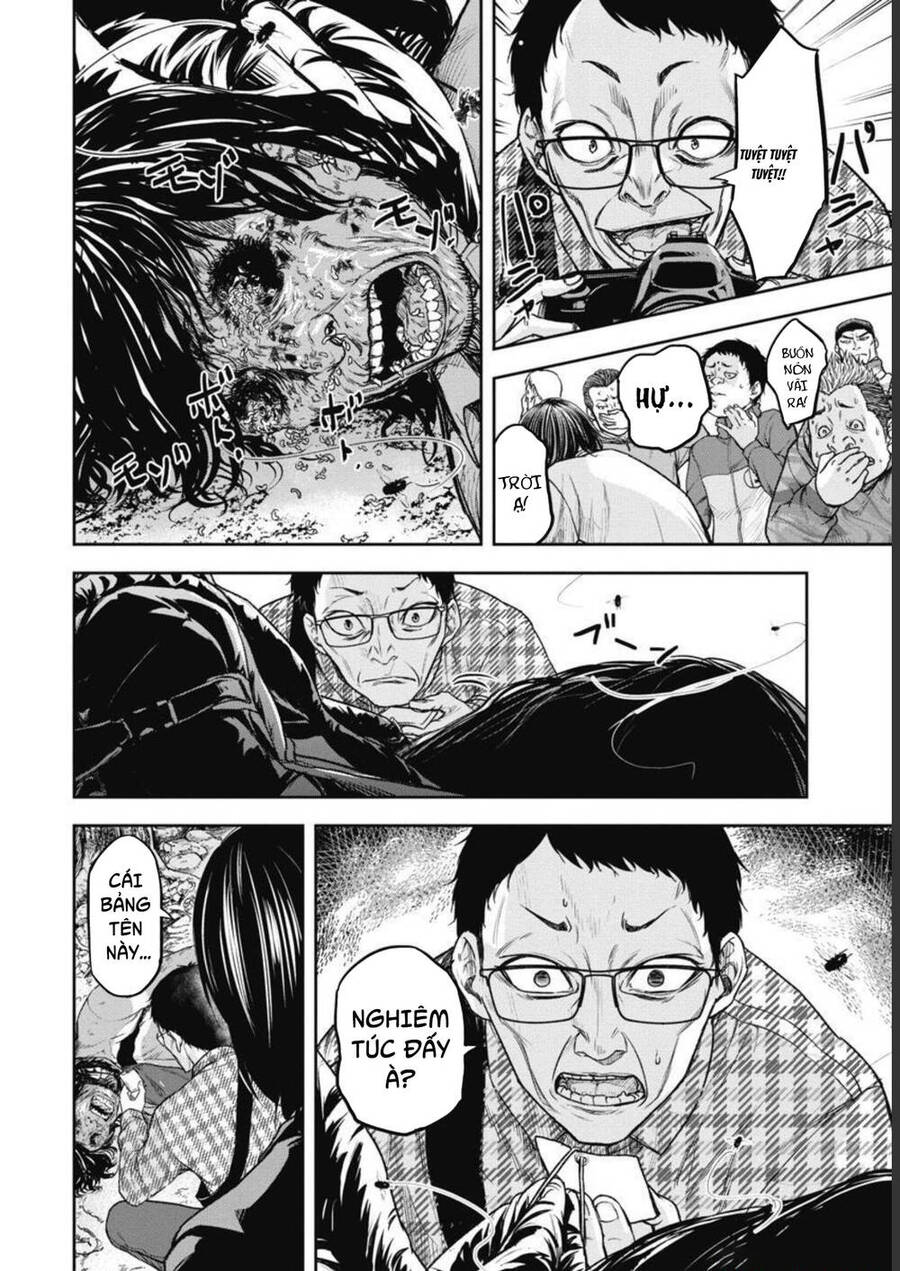 TUYỆT TUYỆT
TUYỆT!!
パ
シャ
パ
シャ
BUỒN
NÔN
VÃI
RA!
HỰ...
TRỜI
Ạ!
モゾ
モゾ
ボト
ボト
モゾ
ブーン
NGHIÊM
TÚC ĐẤY
À?
CÁI
BẢNG
TÊN
NÀY...